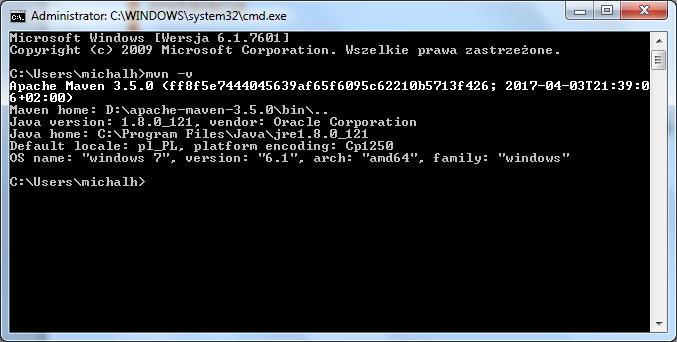 Administrator: C:\WINDOWS\system32\cmd.exe
Microsoft Windows [Wersja 6.1.7601]
Copyright (c) 2009 Microsoft Corporation. Wszelkie prawa zastrzeżone.
C:\Users\michalh>mvn -v
Apache Maven 3.5.0 (ff8f5e7444045639af65f6095c62210b5713f426; 2017-04-03T21:39:0
6+02:00)
Maven home: D:\apache-maven-3.5.0\bin\..
Java version: 1.8.0_121, vendor: Oracle Corporation
Java home: C:\Program Files\Java\jre1.8.0_121
Default locale: pl_PL, platform encoding: Cp1250
OS name: "windows 7", version: "6.1", arch: "amd64", family: "windows"
C:\Users\michalh>